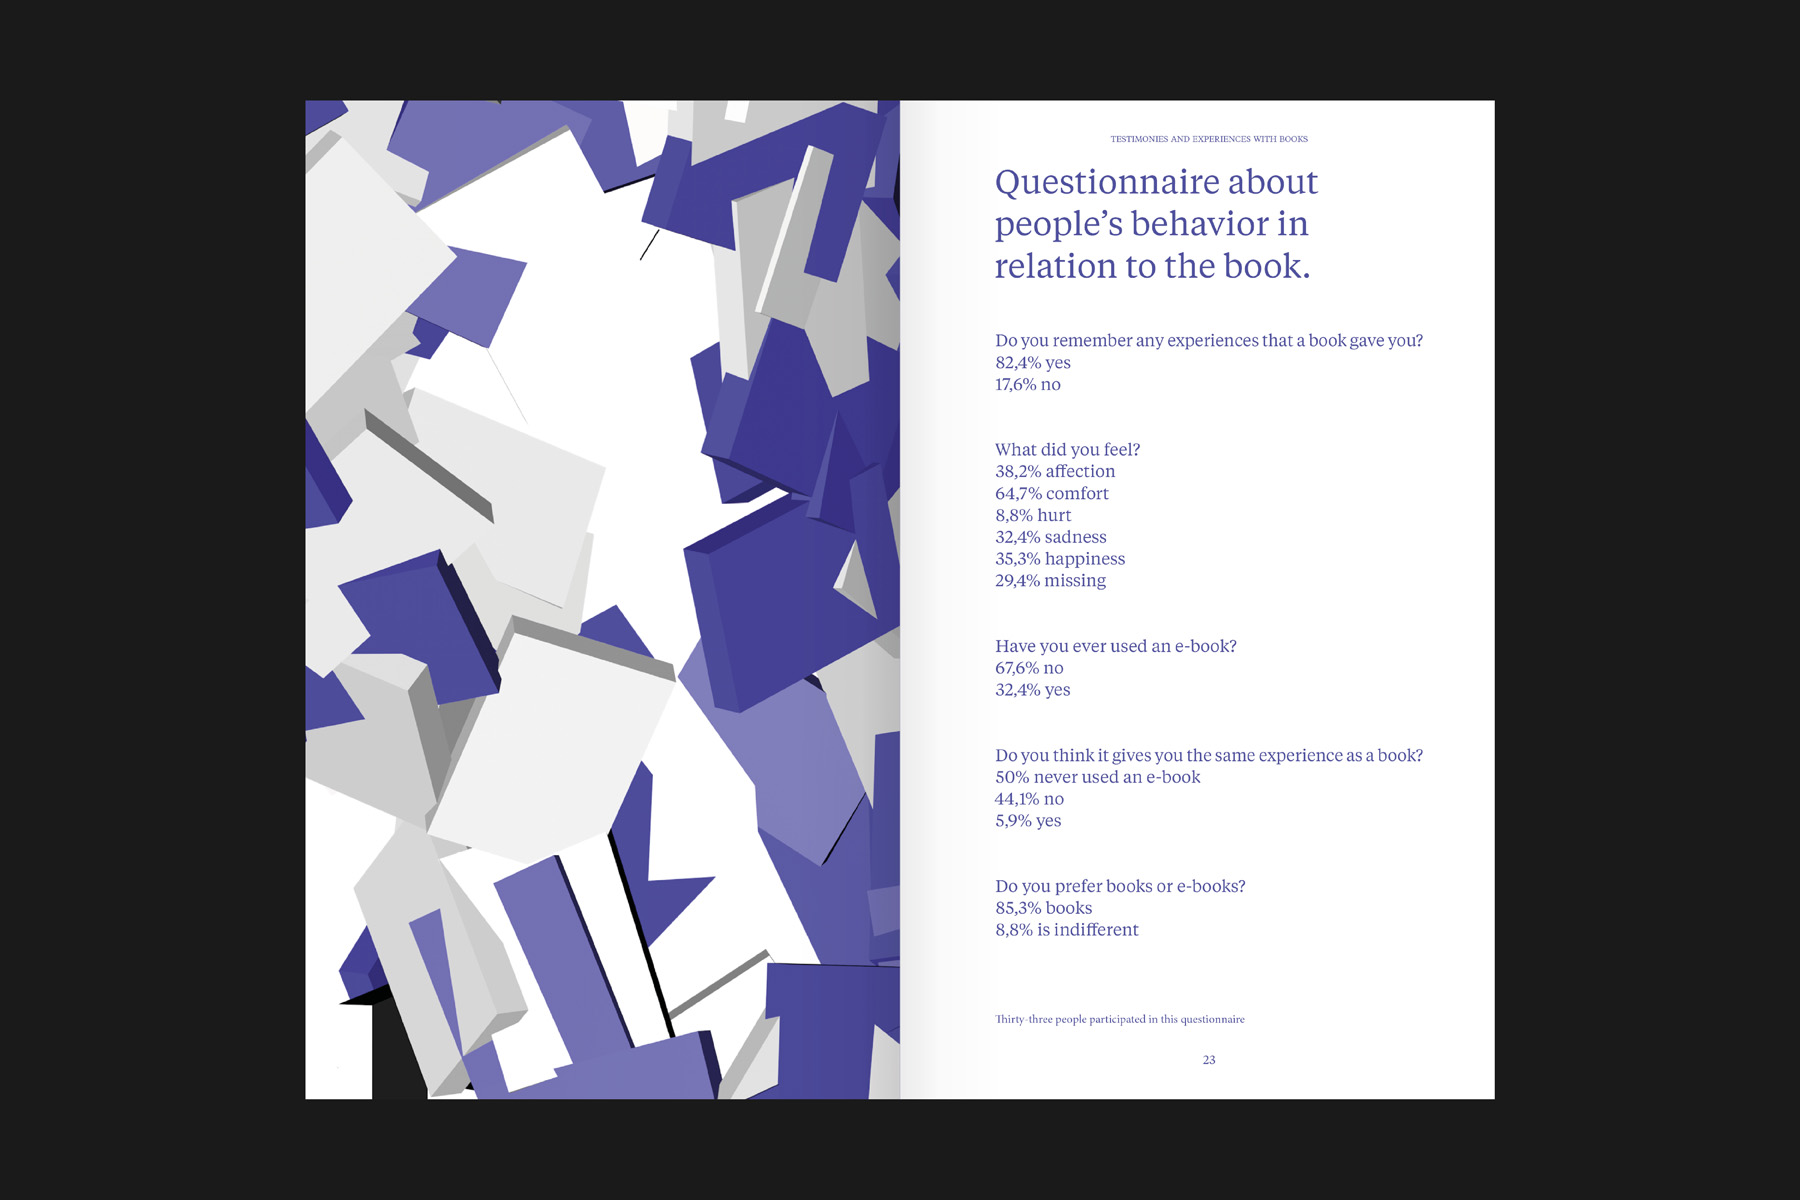 TESTIMONIES AND EXPERIENCES WITH BOOKS
Questionnaire about
people’s behavior in
relation to the book.
Do you remember any experiences that a book gave you?
82,4% yes
17,6% no
What did you feel?
38,2% affection
64,7% comfort
8,8% hurt
32,4% sadness
35,3% happiness
29,4% missing
Have you ever used an e-book?
67,6% no
32,4% yes
Do you think it gives you the same experience as a book?
50% never used an e-book
44,1% no
5,9% yes
Do you prefer books or e-books?
85,3% books
8,8% is indifferent
Thirty-three people participated in this questionnaire
23